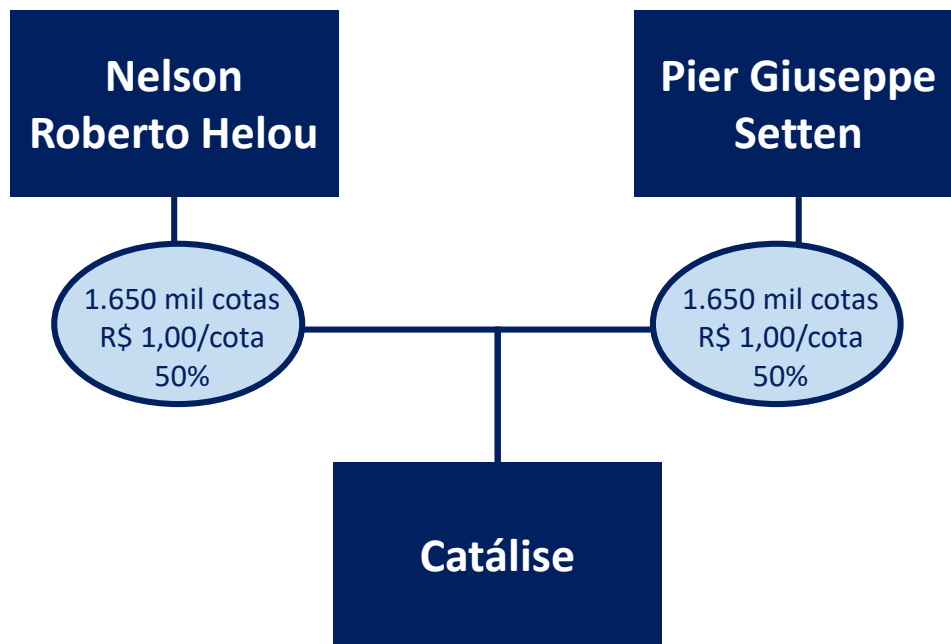 Nelson
Roberto Helou
Pier Giuseppe
Setten
1.650 mil cotas
R$ 1,00/cota
50%
1.650 mil cotas
R$ 1,00/cota
50%
Catálise